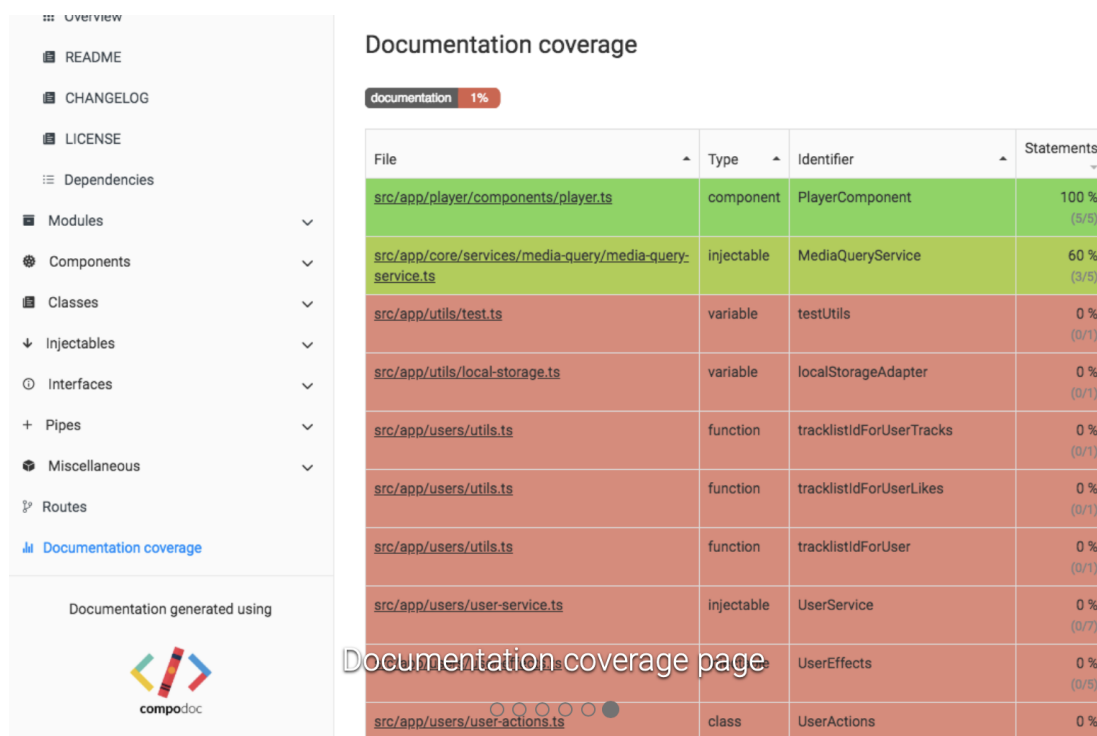 Overview
README
CHANGELOG
LICENSE
Dependencies
Modules
Components
Classes
Injectables
Interfaces
Pipes
Miscellaneous
Routes
Documentation coverage
Documentation generated using
compodoc
Documentation coverage
documentation 1%
File Type Identifier Statements
src/app/player/components/player.ts component PlayerComponent 100 %
(5/5)
src/app/core/services/media-query/media-query- injectable MediaQueryService 60 %
service.ts (3/5)
src/app/utils/test.ts variable testUtils 0 %
(0/1)
src/app/utils/local-storage.ts variable localStorageAdapter 0 %
(0/1)
src/app/users/utils.ts function tracklistIdForUserTracks 0 %
(0/1)
src/app/users/utils.ts function tracklistIdForUserLikes 0 %
(0/1)
src/app/users/utils.ts function tracklistIdForUser 0 %
(0/1)
src/app/users/user-service.ts injectable UserService 0 %
(0/7)
UserEffects 0 %
(0/5)
Documentation coverage page
src/app/users/user-actions.ts class UserActions 0 %